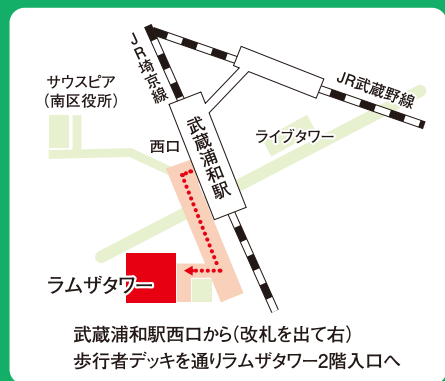 JR埼京線
JR武蔵野線
サウスピア
(南区役所)
西口
武蔵浦和駅
ライブタワー
ラムザタワー
武蔵浦和駅西口から(改札を出て右)
歩行者デッキを通りラムザタワー2階入口へ